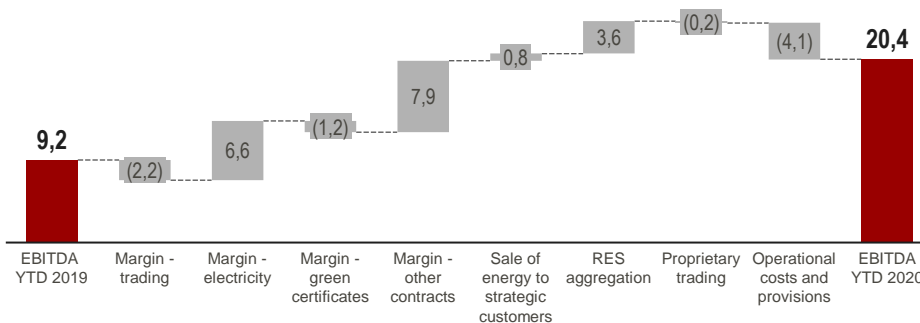 9,2
(2,2)
6,6
(1,2)
7,9
0,8
3,6
(0,2)
(4,1)
20,4
EBITDA
YTD 2019
Margin -
trading
Margin -
electricity
Margin -
green
certificates
Margin -
other
contracts
Sale of
energy to
strategic
customers
RES
aggregation
Proprietary
trading
Operational
costs and
provisions
EBITDA
YTD 2020